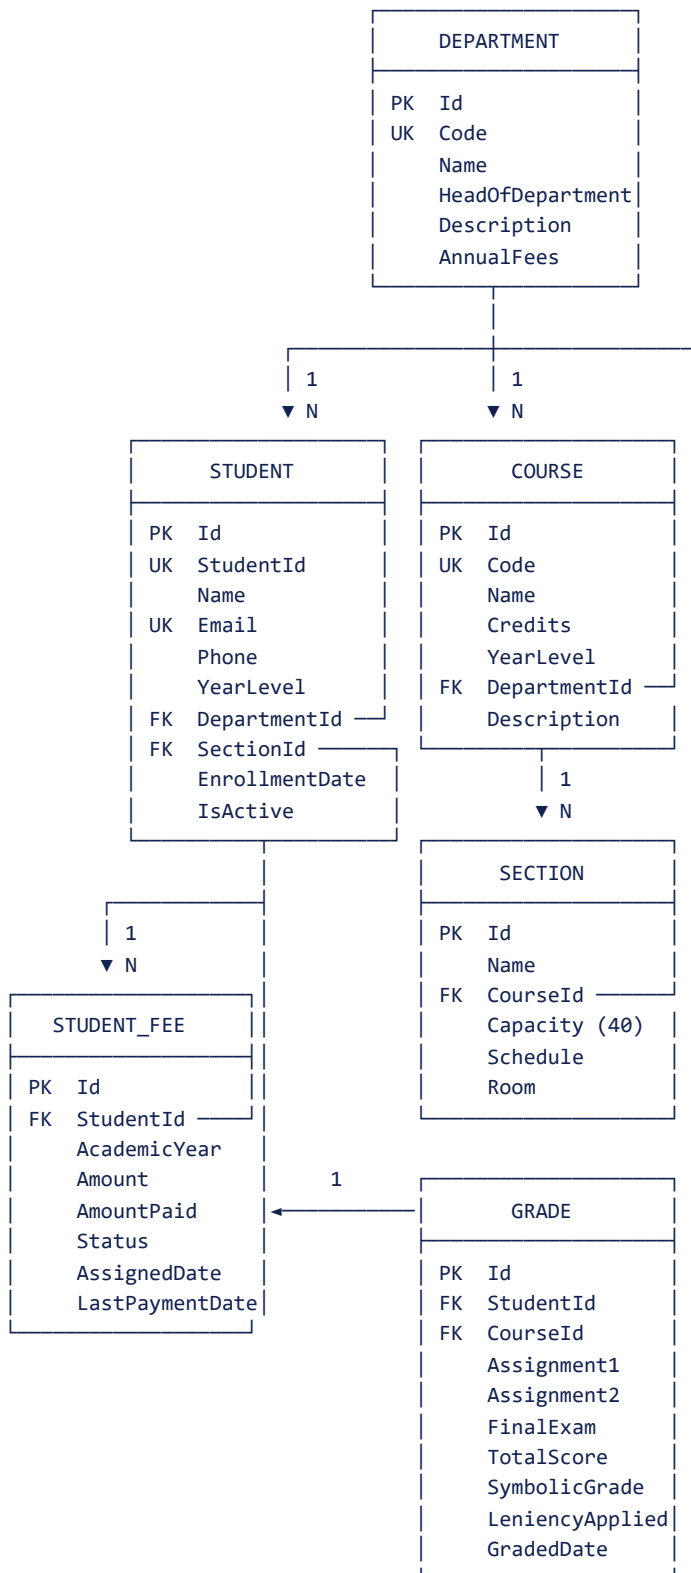 DEPARTMENT
PK Id
UK Code
Name
HeadOfDepartment
Description
AnnualFees
1
N
1
N
STUDENT
PK Id
UK StudentId
Name
UK Email
Phone
YearLevel
FK DepartmentId
FK SectionId
EnrollmentDate
IsActive
COURSE
PK Id
UK Code
Name
Credits
YearLevel
FK DepartmentId
Description
1
N
SECTION
PK Id
Name
FK CourseId
Capacity (40)
Schedule
Room
1
N
STUDENT_FEE
PK Id
FK StudentId
AcademicYear
Amount
AmountPaid
Status
AssignedDate
LastPaymentDate
1
GRADE
PK Id
FK StudentId
FK CourseId
Assignment1
Assignment2
FinalExam
TotalScore
SymbolicGrade
LeniencyApplied
GradedDate